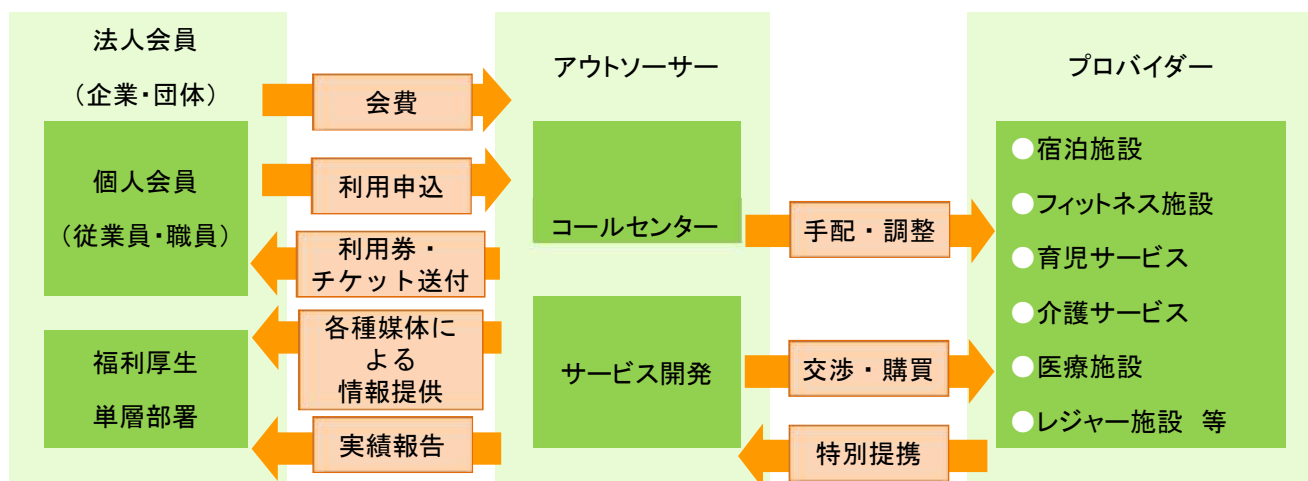 法人会員
（企業・団体）
個人会員
（従業員・職員）
福利厚生
単層部署
会費
利用申込
利用券・
チケット送付
各種媒体に
よる
情報提供
実績報告
アウトソーサー
コールセンター
サービス開発
手配・調整
交渉・購買
特別提携
プロバイダー
●宿泊施設
●フィットネス施設
●育児サービス
●介護サービス
●医療施設
●レジャー施設 等